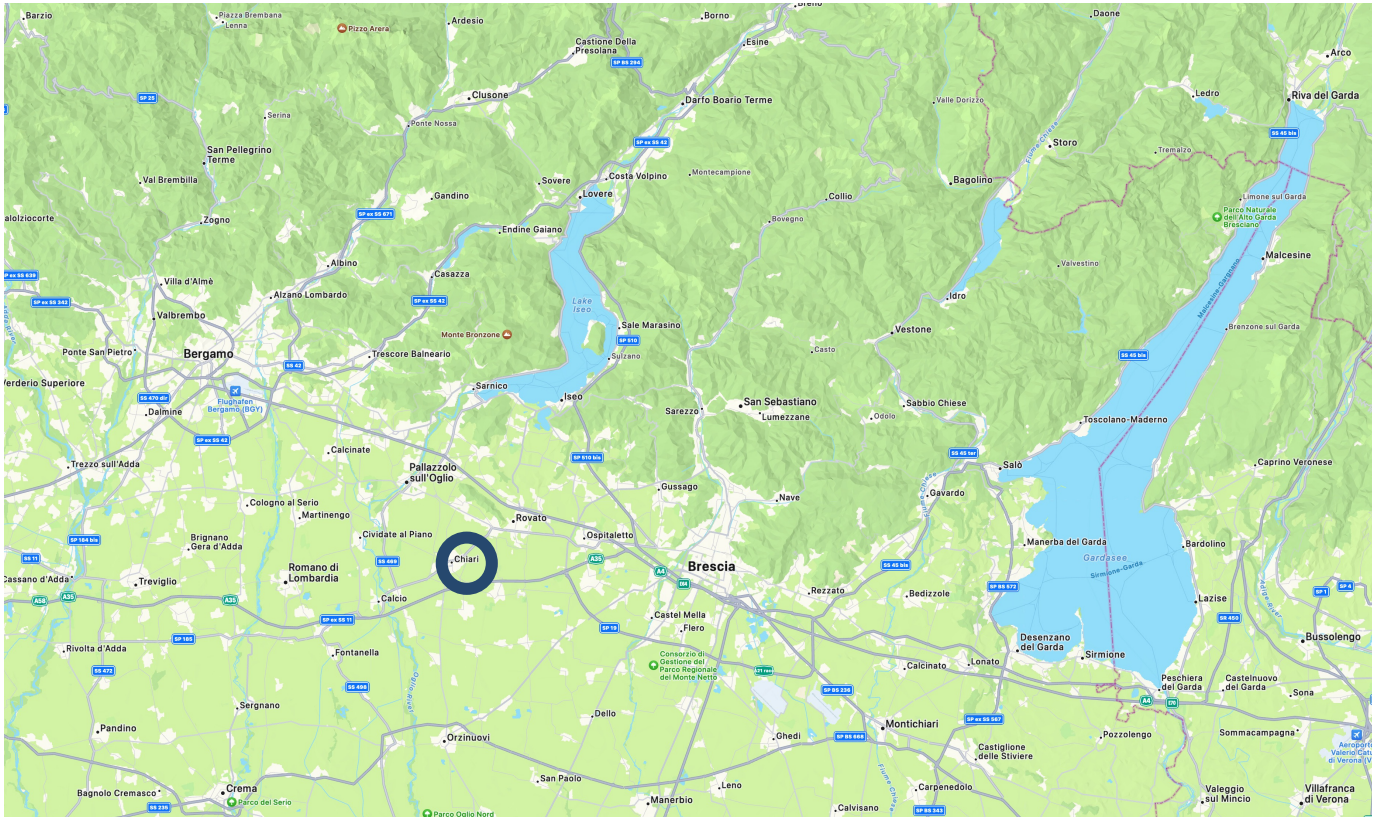 Barzio
Piazza Brembana
Lenna
Pizzo Arera
Ardesio
Borno
Breno
Esine
Daone
Castione Della
Presolana
SP BS 294
Arco
SP 25
Clusone
Darfo Boario Terme
Valle Dorizzo
Ledro
Riva del Garda
Serina
Ponte Nossa
SP ex SS 42
Fiume Chiese
SS 45 bis
San Pellegrino
Terme
Storo
Tremalzo
Val Brembilla
Sovere
Costa Volpino
Montecampione
Bagolino
Gandino
Lovere
Collio
Limone sul Garda
alolziocorte
Zogno
SP ex SS 671
Bovegno
Parco Naturale
dell'Alto Garda
Bresciano
Endine Gaiano
Albino
Casazza
Valvestino
Malcesine
P ex SS 639
Villa d'Almè
Alzano Lombardo
SP ex SS 342
SP ex SS 42
Lake
Iseo
Idro
Malcesine-Gargnano
Valbrembo
Sale Marasino
Vestone
Brenzone sul Garda
Monte Bronzone
SP 510
Ponte San Pietro
Bergamo
Trescore Balneario
Sulzano
Casto
SS 45 bis
SS 42
Verderio Superiore
Flughafen
Bergamo (BGY)
Sarnico
Iseo
SS 470 dir
Dalmine
Sarezzo
San Sebastiano
Lumezzane
Odolo
Sabbio Chiese
Toscolano-Maderno
SP ex SS 42
Calcinate
SP 510 bis
SS 45 ter
Trezzo sull'Adda
Pallazzolo
sull'Oglio
Salò
Caprino Veronese
Gussago
Nave
Fiume Chiese
Gavardo
Cologno al Serio
Martinengo
Rovato
SP 184 bis
Brignano
Gera d'Adda
Cividate al Piano
Ospitaletto
Manerba del Garda
Bardolino
SS 11
Chiari
A35
Gardasee
Sirmione-Garda
SS 469
Brescia
A4
SS 45 bis
Cassano d'Adda
Treviglio
Romano di
Lombardia
Rezzato
Bedizzole
SP BS 572
Adige-River
SP 1
SP 4
A58
A35
A35
Calcio
Lazise
SP ex SS 11
Castel Mella
Flero
SR 450
SP 19
SP 185
Desenzano
del Garda
Bussolengo
Rivolta d'Adda
Fontanella
Consorzio di
Gestione del
Parco Regionale
del Monte Netto
Sirmione
SS 472
Calcinato
Lonato
SP BS 236
Peschiera
del Garda
Castelnuovo
del Garda
Sona
SS 498
Oglio-River
A4
E70
Sergnano
Dello
Montichiari
SP ex SS 567
Pandino
Orzinuovi
Ghedi
SP BS 668
Pozzolengo
Sommacampagna
Castiglione
delle Stiviere
San Paolo
Crema
Bagnolo Cremasco
Parco del Serio
Leno
Carpenedolo
Valeggio
sul Mincio
Villafranca
di Verona
SS 235
Parco Oglio Nord
Manerbio
Calvisano
SP BS 343